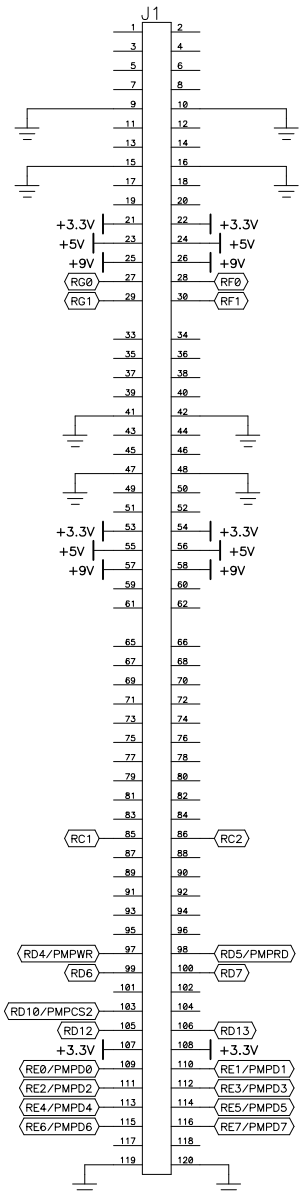 J1
1 2
3 4
5 6
7 8
9 10
11 12
13 14
15 16
17 18
19 20
+3.3V 21 22 +3.3V
+5V 23 24 +5V
+9V 25 26 +9V
RG0 27 28 RF0
RG1 29 30 RF1
33 34
35 36
37 38
39 40
41 42
43 44
45 46
47 48
49 50
51 52
+3.3V 53 54 +3.3V
+5V 55 56 +5V
+9V 57 58 +9V
59 60
61 62
65 66
67 68
69 70
71 72
73 74
75 76
77 78
79 80
81 82
83 84
RC1 85 86 RC2
87 88
89 90
91 92
93 94
95 96
RD4/PMPWR 97 98 RD5/PMPRD
RD6 99 100 RD7
101 102
RD10/PMPCS2 103 104
RD12 105 106 RD13
+3.3V 107 108 +3.3V
RE0/PMPD0 109 110 RE1/PMPD1
RE2/PMPD2 111 112 RE3/PMPD3
RE4/PMPD4 113 114 RE5/PMPD5
RE6/PMPD6 115 116 RE7/PMPD7
117 118
119 120